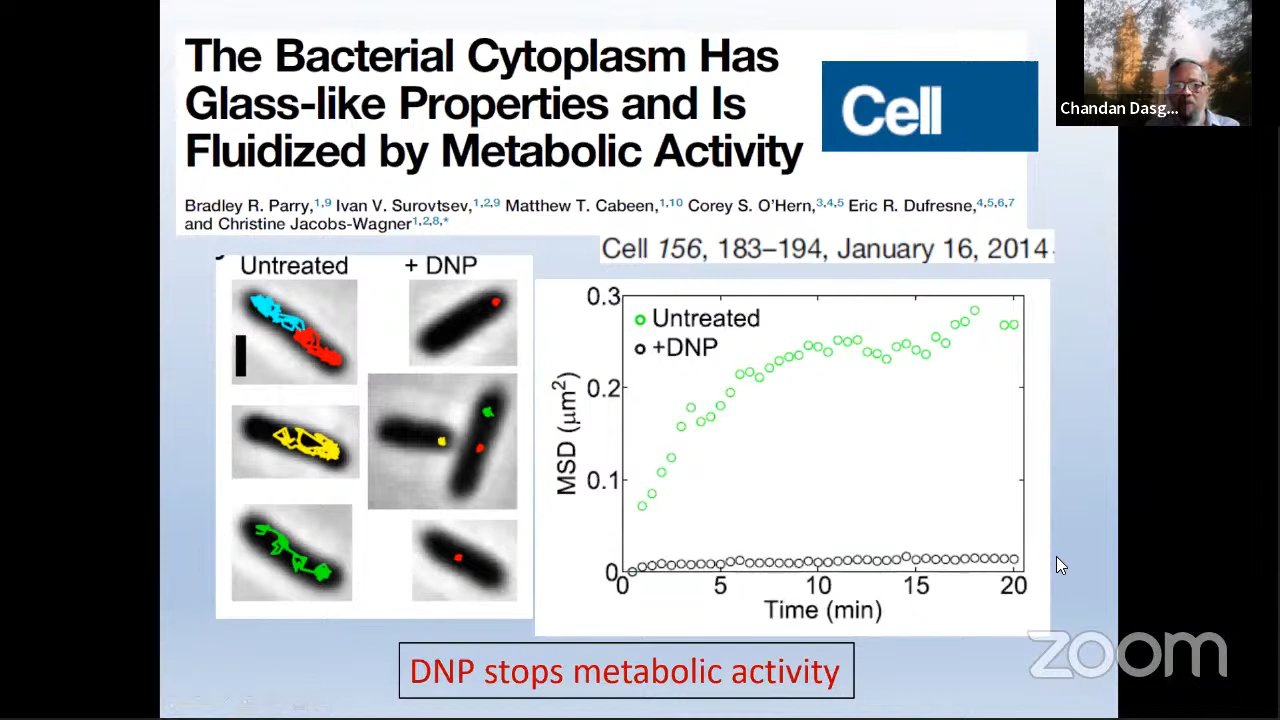 The Bacterial Cytoplasm Has
Glass-like Properties and Is
Fluidized by Metabolic Activity
Cell
Chandan Dasg...
Bradley R. Parry,1,9 Ivan V. Surovtsev,1,2,9 Matthew T. Cabeen,1,10 Corey S. O'Hern,3,4,5 Eric R. Dufresne,4,5,6,7
and Christine Jacobs-Wagner1,2,8,*
Cell 156, 183–194, January 16, 2014
Untreated
+ DNP
0.3
0.2
0.1
0
MSD (μm2)
Untreated
+DNP
0
5
10
15
20
Time (min)
DNP stops metabolic activity
zoom